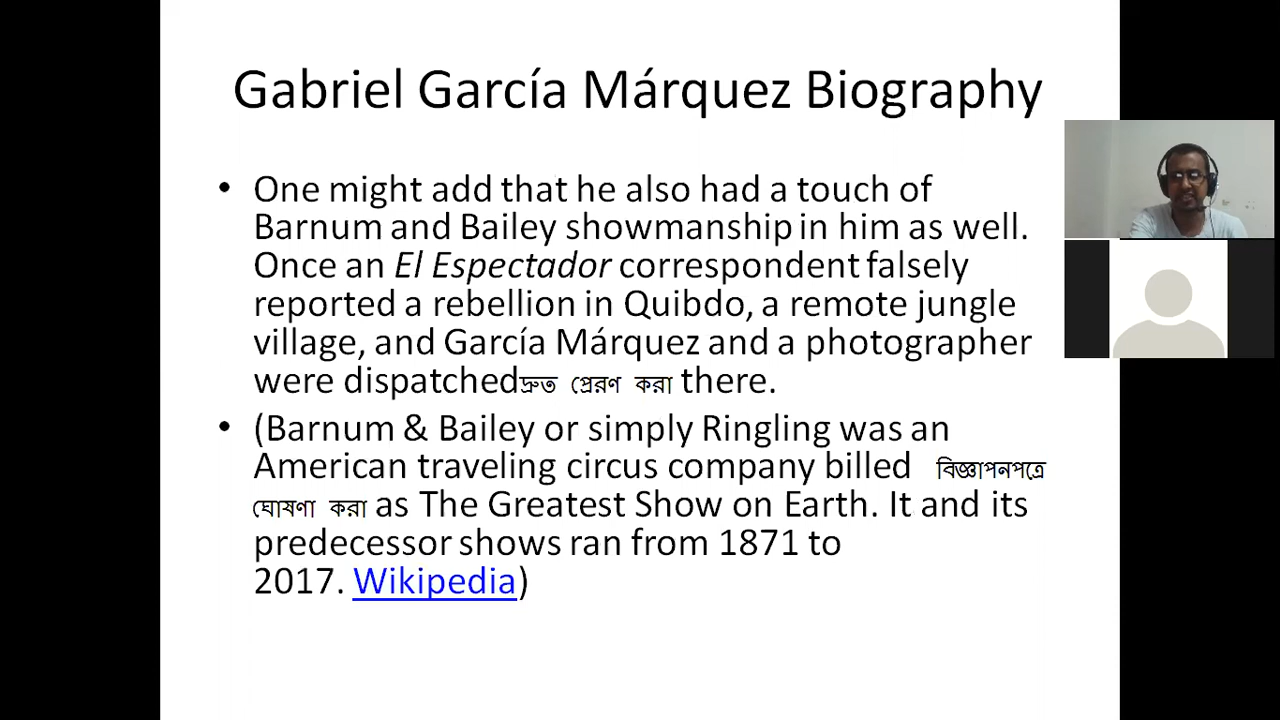 Gabriel García Márquez Biography
• One might add that he also had a touch of
Barnum and Bailey showmanship in him as well.
Once an El Espectador correspondent falsely
reported a rebellion in Quibdo, a remote jungle
village, and García Márquez and a photographer
were dispatchedদ্রুত প্রেরণ করা there.
• (Barnum & Bailey or simply Ringling was an
American traveling circus company billed বিজ্ঞাপনপত্রে
ঘোষণা করা as The Greatest Show on Earth. It and its
predecessor shows ran from 1871 to
2017. Wikipedia)